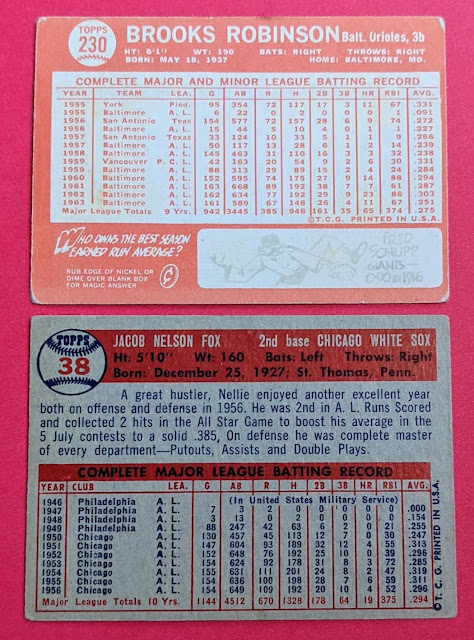 TOPPS
230
BROOKS ROBINSON Balt. Orioles, 3b
HT: 6'1" WT: 190 BATS: RIGHT THROWS: RIGHT
BORN: MAY 18, 1937 HOME: BALTIMORE, MD.
COMPLETE MAJOR AND MINOR LEAGUE BATTING RECORD
YEAR TEAM LEA. G AB R H 2B 3B HR RBI AVG.
1955 York Pied. 95 354 72 117 17 3 11 67 .331
1955 Baltimore A. L. 6 22 0 2 0 0 0 1 .091
1956 San Antonio Teas 154 577 72 157 28 6 9 74 .272
1956 Baltimore A. L. 15 44 5 10 4 0 1 1 .227
1957 San Antonio Texas 33 124 10 33 5 1 1 9 .266
1957 Baltimore A. L. 50 117 13 28 6 1 2 14 .239
1958 Baltimore A. L. 145 463 31 110 16 3 3 32 .238
1959 Vancouver P. C. L. 42 163 20 54 9 2 6 30 .331
1959 Baltimore A. L. 88 313 29 89 15 2 4 24 .284
1960 Baltimore A. L. 152 595 74 175 27 9 14 88 .294
1961 Baltimore A. L. 163 668 89 192 38 7 7 61 .287
1962 Baltimore A. L. 162 634 77 192 29 9 23 86 .303
1963 Baltimore A. L. 161 589 67 148 26 4 11 67 .251
Major League Totals 9 Yrs. 942 3445 385 946 161 35 65 374 .275
©T.C.G. PRINTED IN U.S.A.
WHO OWNS THE BEST SEASON
EARNED RUN AVERAGE?
RUB EDGE OF NICKEL OR
DIME OVER BLANK BOX
FOR MAGIC ANSWER
FRED
SCHUPP
GIANTS—
0.90 IN 1916
TOPPS
38
JACOB NELSON FOX 2nd base CHICAGO WHITE SOX
Ht: 5'10" Wt: 160 Bats: Left Throws: Right
Born: December 25, 1927; St. Thomas, Penn.
A great hustler, Nellie enjoyed another excellent year
both on offense and defense in 1956. He was 2nd in A. L. Runs Scored
and collected 2 hits in the All Star Game to boost his average in the
5 July contests to a solid .385, On defense he was complete master
of every department—Putouts, Assists and Double Plays.
COMPLETE MAJOR LEAGUE BATTING RECORD
YEAR CLUB LEA. G AB R H 2B 3B HR RBI AVG.
1946 Philadelphia A. L. (In United States Military Service)
1947 Philadelphia A. L. 7 3 2 0 0 0 0 0 .000
1948 Philadelphia A. L. 3 13 0 2 0 0 0 0 .154
1949 Philadelphia A. L. 88 247 42 63 6 2 0 21 .255
1950 Chicago A. L. 130 457 45 113 12 7 0 30 .247
1951 Chicago A. L. 147 604 93 189 32 12 4 55 .313
1952 Chicago A. L. 152 648 76 192 25 10 0 39 .296
1953 Chicago A. L. 154 624 92 178 31 8 3 72 .285
1954 Chicago A. L. 155 631 111 201 24 8 2 47 .319
1955 Chicago A. L. 154 636 100 198 28 7 6 59 .311
1956 Chicago A. L. 154 649 109 192 20 10 4 52 .296
Major League Totals 10 Yrs. 1144 4512 670 1328 178 64 19 375 .294
©T. C. G. PRINTED IN U.S.A.